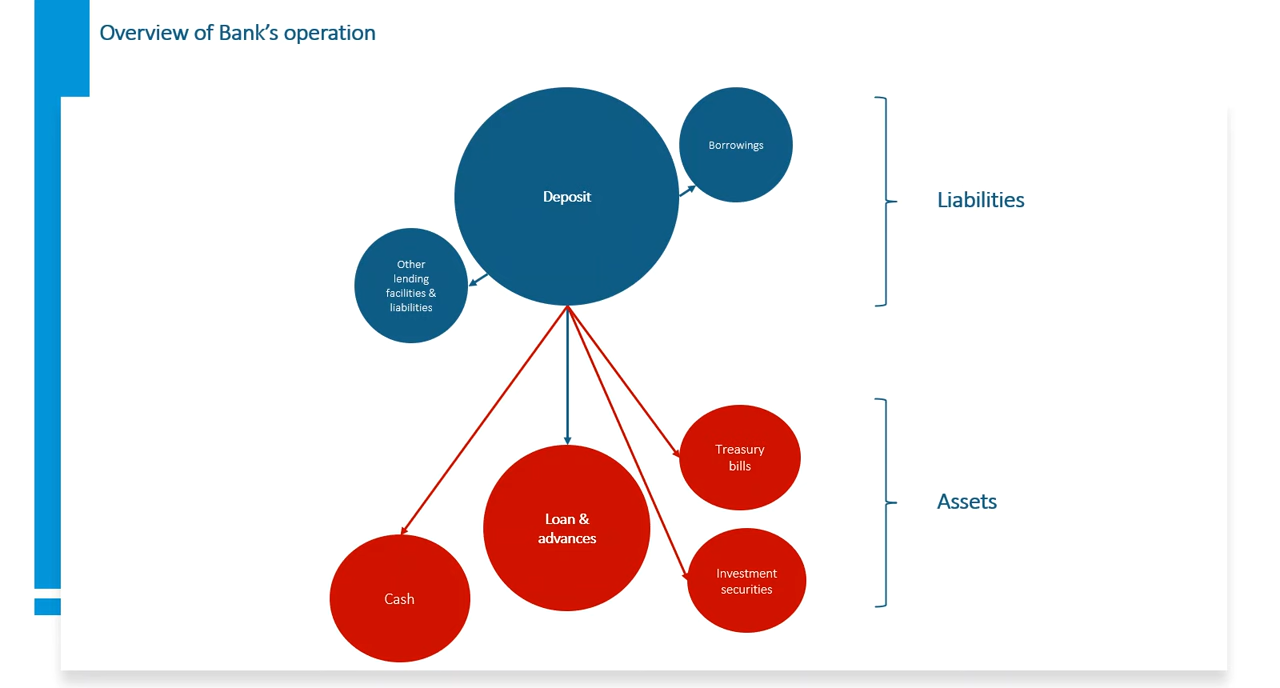 Overview of Bank’s operation
Borrowings
Deposit
Liabilities
Other
lending
facilities &
liabilities
Treasury
bills
Assets
Loan &
advances
Investment
securities
Cash